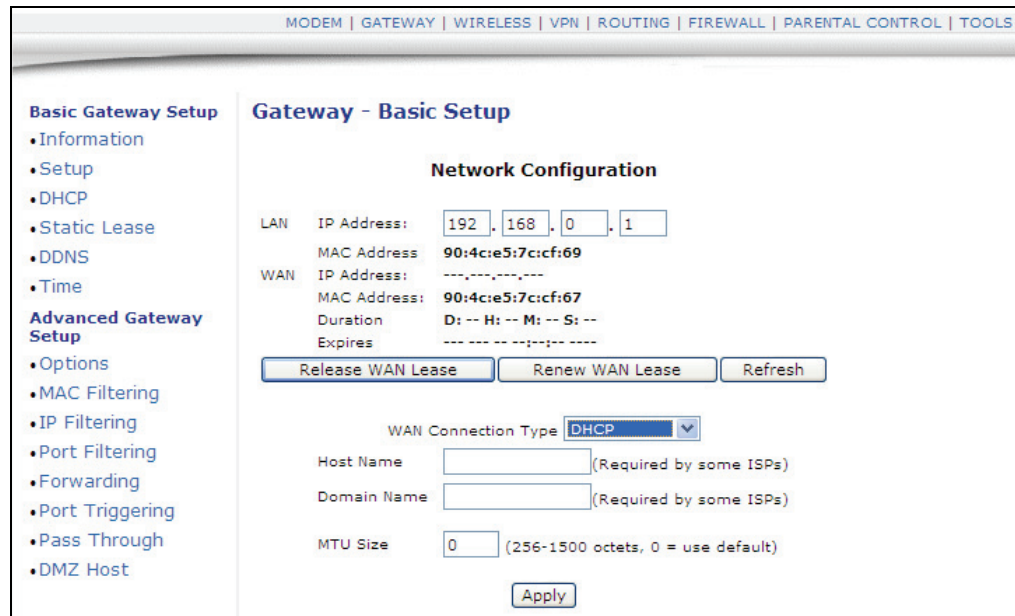 MODEM | GATEWAY | WIRELESS | VPN | ROUTING | FIREWALL | PARENTAL CONTROL | TOOLS
Basic Gateway Setup
•Information
•Setup
•DHCP
•Static Lease
•DDNS
•Time
Advanced Gateway
Setup
•Options
•MAC Filtering
•IP Filtering
•Port Filtering
•Forwarding
•Port Triggering
•Pass Through
•DMZ Host
Gateway - Basic Setup
Network Configuration
LAN IP Address: 192 . 168 . 0 . 1
MAC Address 90:4c:e5:7c:cf:69
WAN IP Address: ---.---.---.---
MAC Address: 90:4c:e5:7c:cf:67
Duration D: -- H: -- M: -- S: --
Expires --- --- -- --:--:-- ----
Release WAN Lease Renew WAN Lease Refresh
WAN Connection Type DHCP
Host Name (Required by some ISPs)
Domain Name (Required by some ISPs)
MTU Size 0 (256-1500 octets, 0 = use default)
Apply